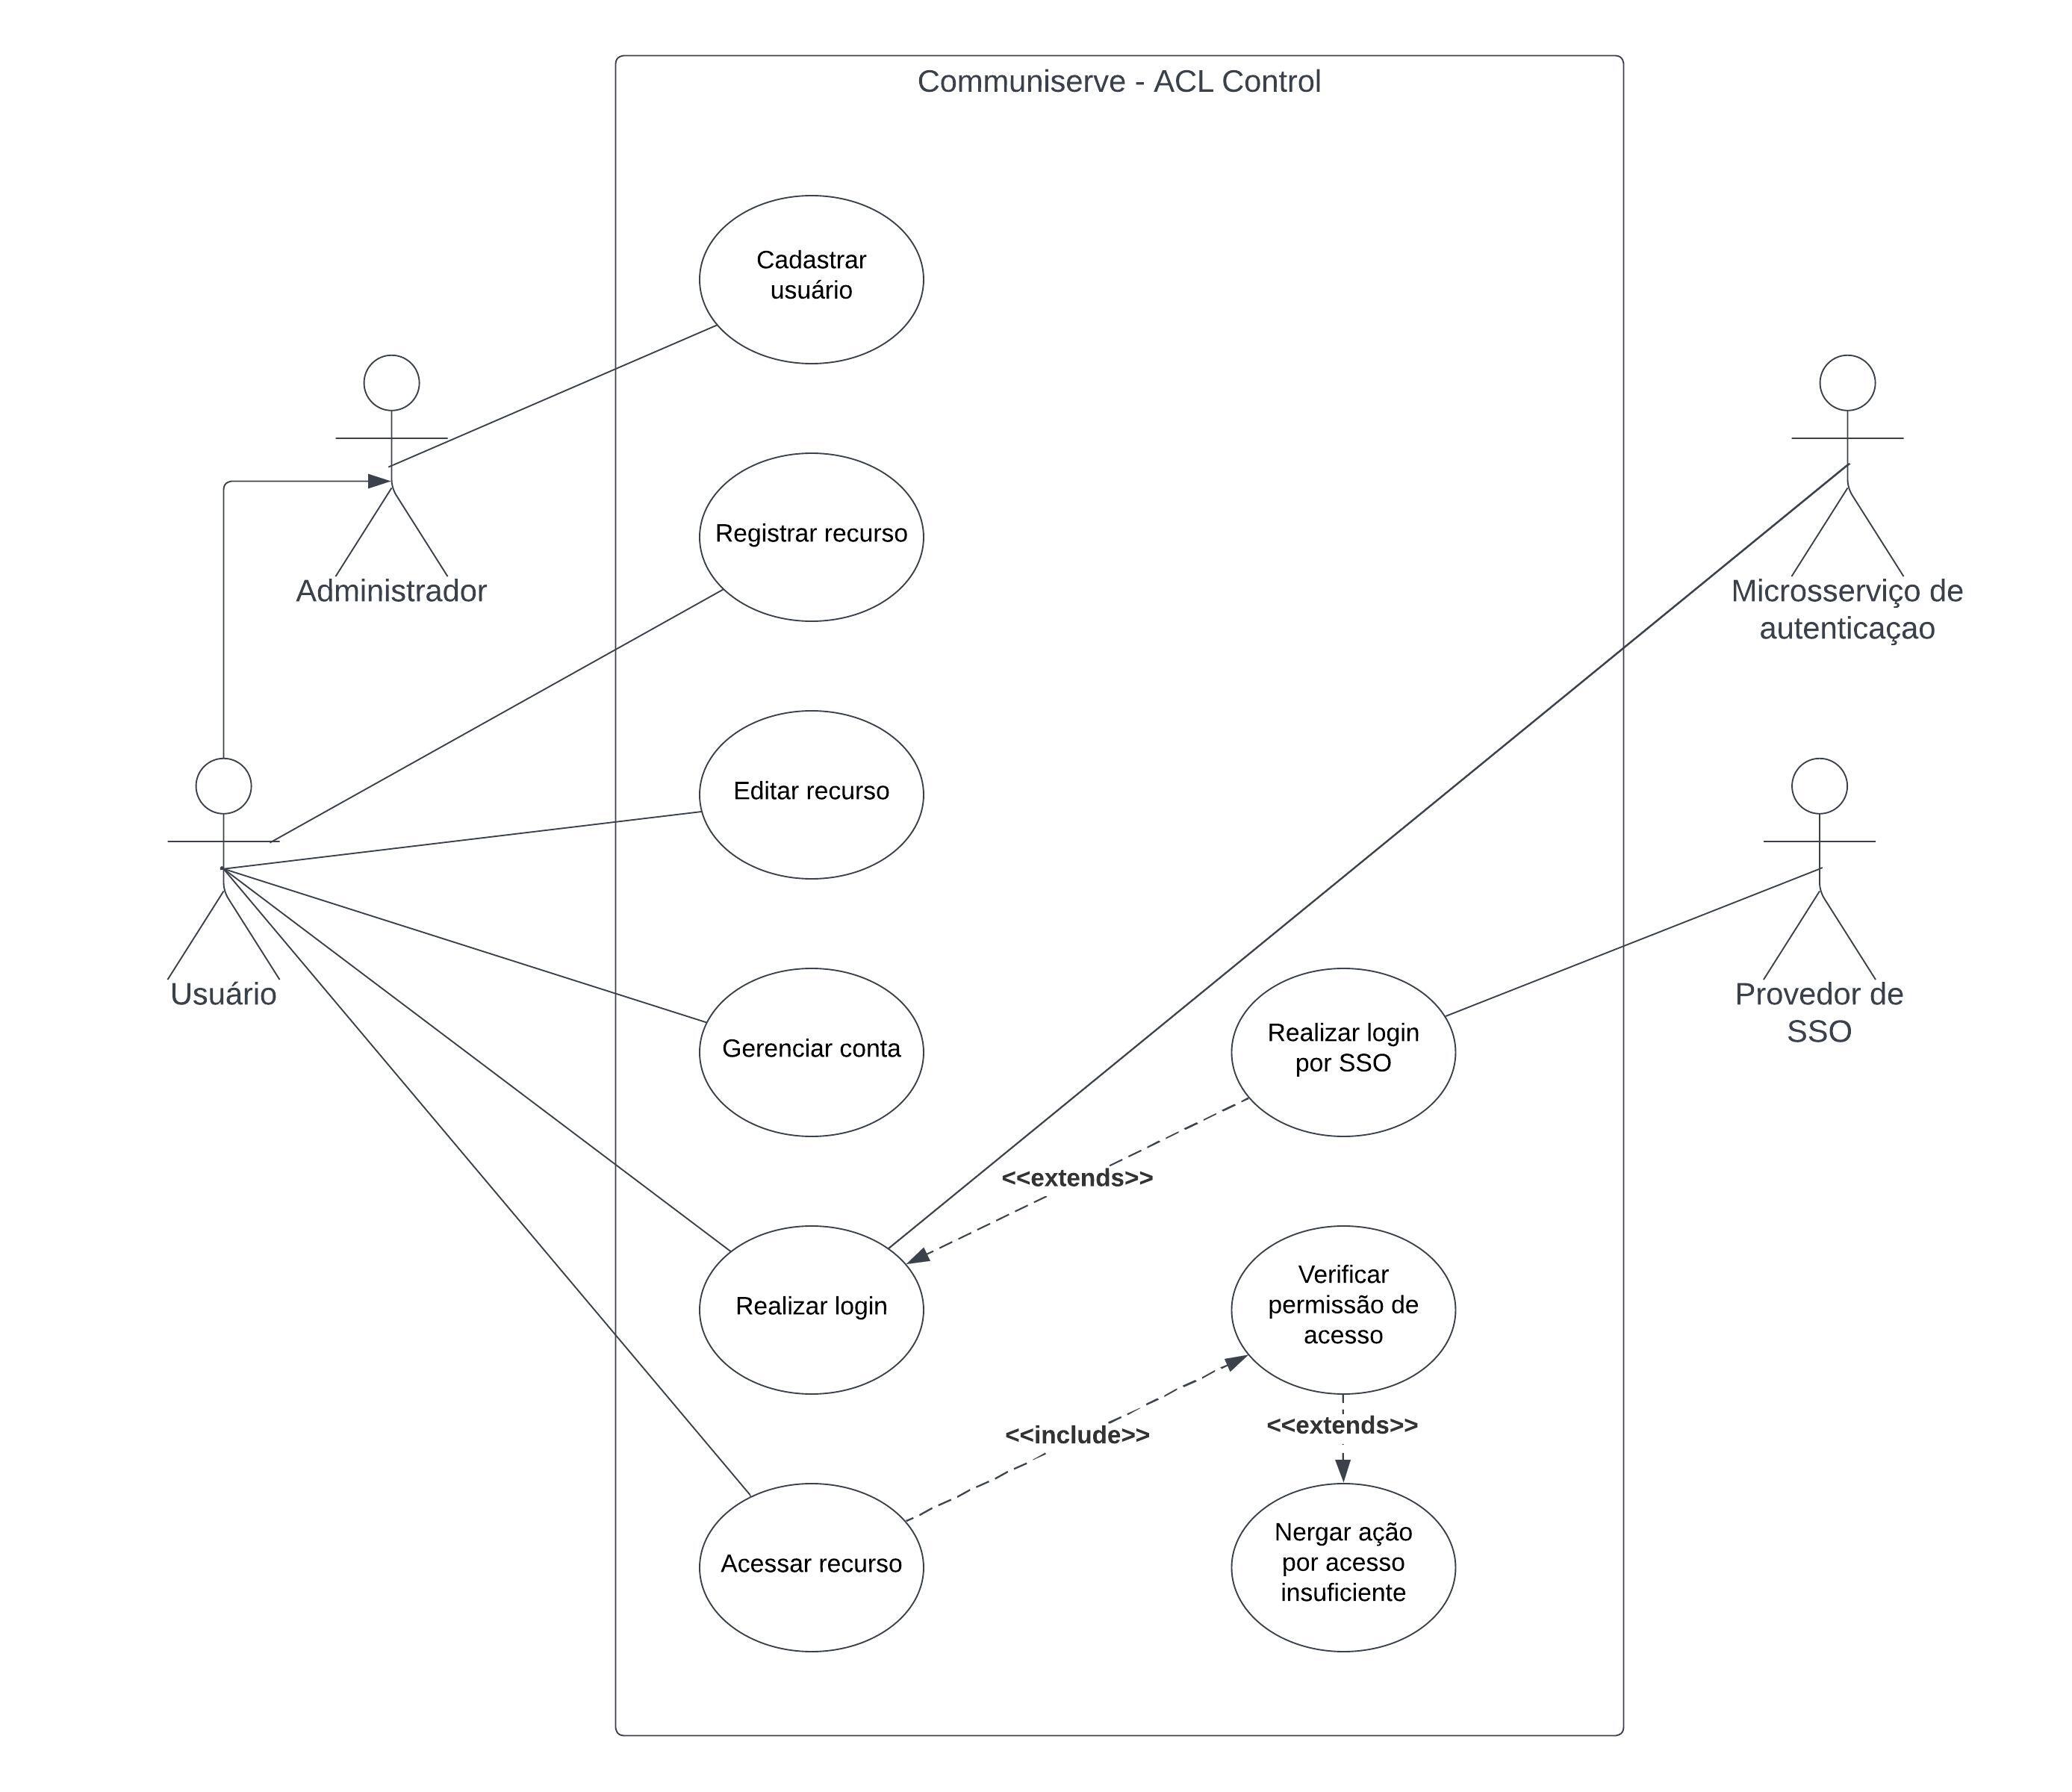 Communiserve - ACL Control
Cadastrar
usuário
Administrador
Registrar recurso
Microsserviço de
autenticaçao
Editar recurso
Usuário
Provedor de
SSO
Gerenciar conta
Realizar login
por SSO
<<extends>>
Realizar login
Verificar
permissão de
acesso
<<include>>
<<extends>>
Acessar recurso
Nergar ação
por acesso
insuficiente